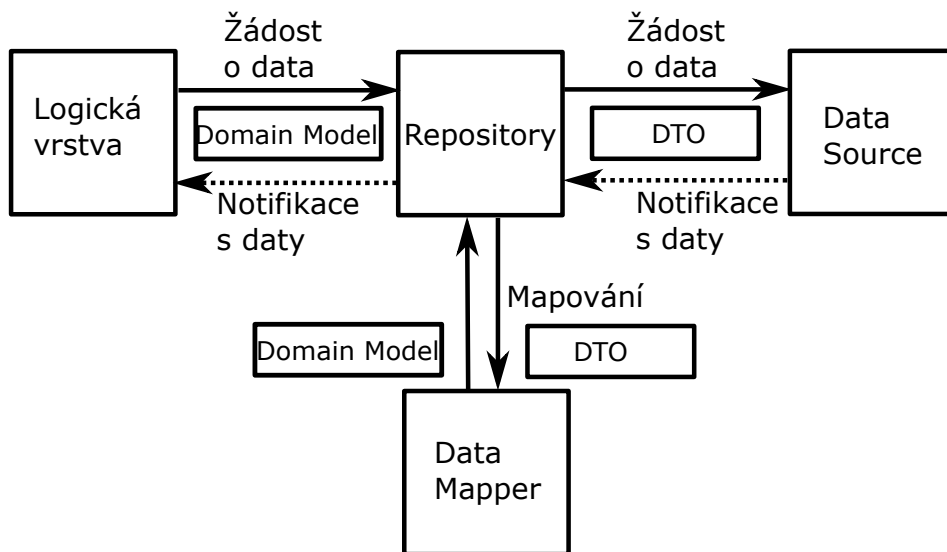 Žádost
o data
Žádost
o data
Logická
vrstva
Domain Model
Repository
DTO
Data
Source
Notifikace
s daty
Notifikace
s daty
Mapování
Domain Model
DTO
Data
Mapper